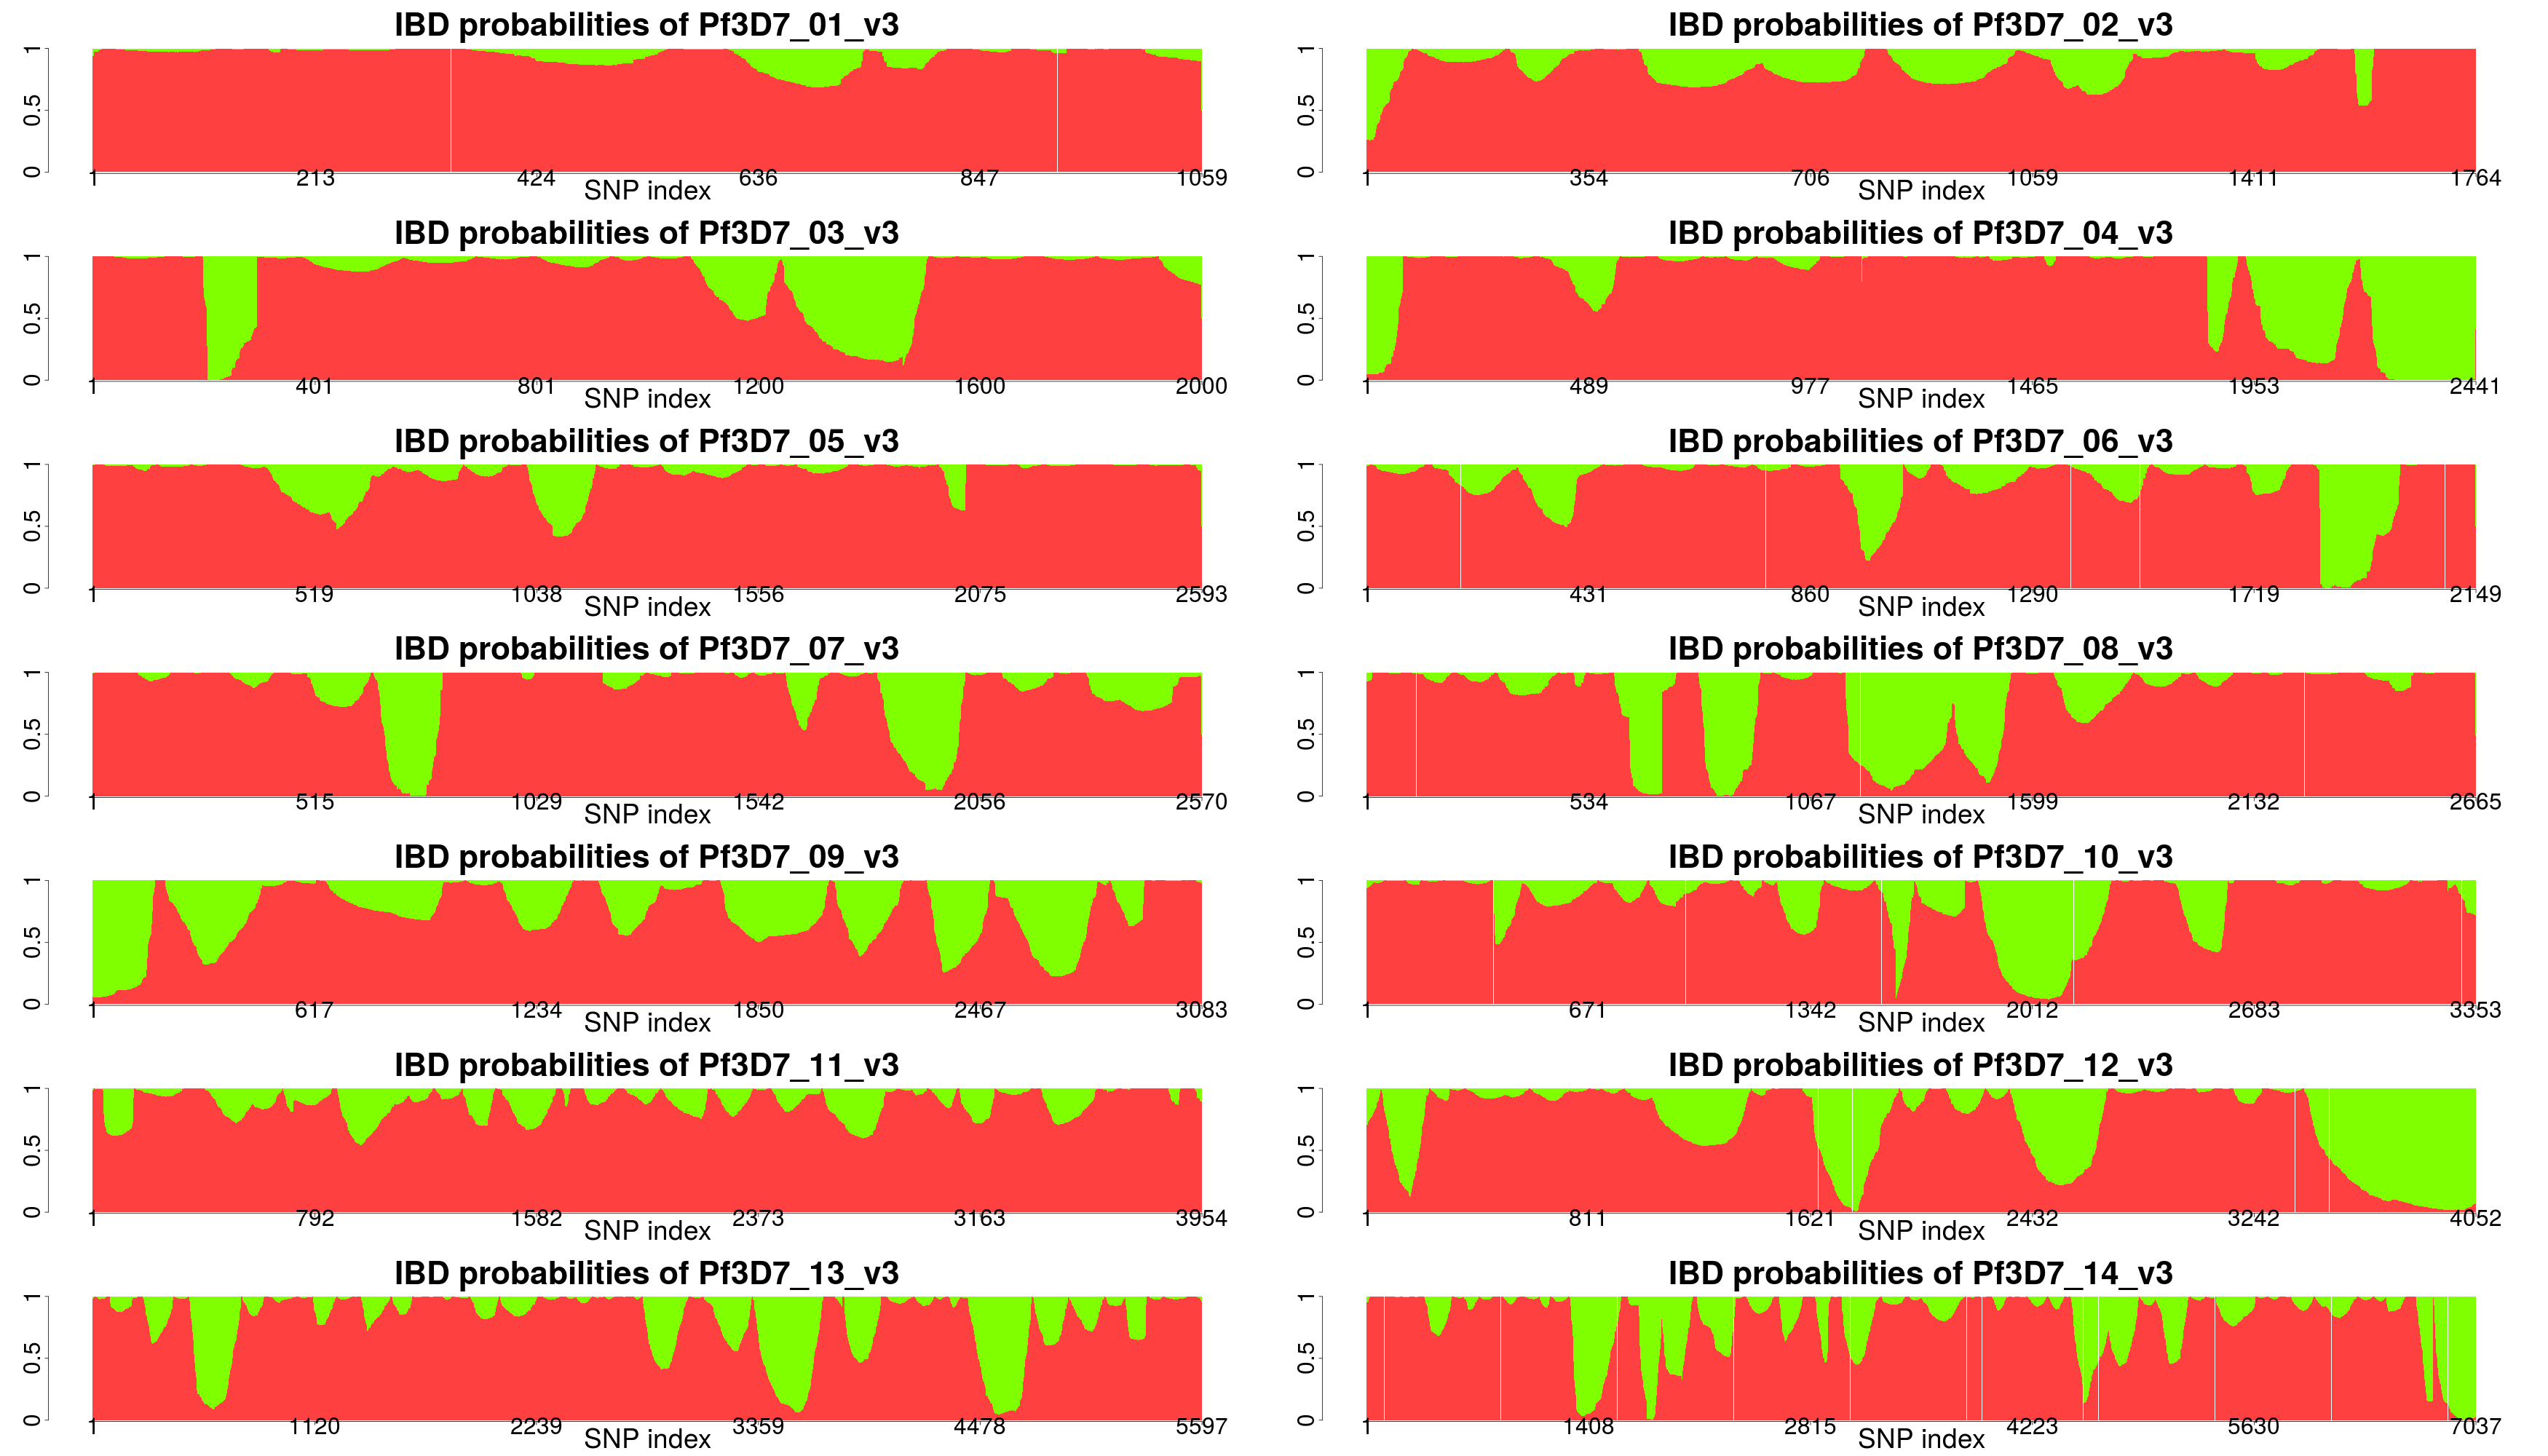 IBD probabilities of Pf3D7_01_v3
0 0.5 1
1 213 424 636 847 1059
SNP index
IBD probabilities of Pf3D7_02_v3
0 0.5 1
1 354 706 1059 1411 1764
SNP index
IBD probabilities of Pf3D7_03_v3
0 0.5 1
1 401 801 1200 1600 2000
SNP index
IBD probabilities of Pf3D7_04_v3
0 0.5 1
1 489 977 1465 1953 2441
SNP index
IBD probabilities of Pf3D7_05_v3
0 0.5 1
1 519 1038 1556 2075 2593
SNP index
IBD probabilities of Pf3D7_06_v3
0 0.5 1
1 431 860 1290 1719 2149
SNP index
IBD probabilities of Pf3D7_07_v3
0 0.5 1
1 515 1029 1542 2056 2570
SNP index
IBD probabilities of Pf3D7_08_v3
0 0.5 1
1 534 1067 1599 2132 2665
SNP index
IBD probabilities of Pf3D7_09_v3
0 0.5 1
1 617 1234 1850 2467 3083
SNP index
IBD probabilities of Pf3D7_10_v3
0 0.5 1
1 671 1342 2012 2683 3353
SNP index
IBD probabilities of Pf3D7_11_v3
0 0.5 1
1 792 1582 2373 3163 3954
SNP index
IBD probabilities of Pf3D7_12_v3
0 0.5 1
1 811 1621 2432 3242 4052
SNP index
IBD probabilities of Pf3D7_13_v3
0 0.5 1
1 1120 2239 3359 4478 5597
SNP index
IBD probabilities of Pf3D7_14_v3
0 0.5 1
1 1408 2815 4223 5630 7037
SNP index